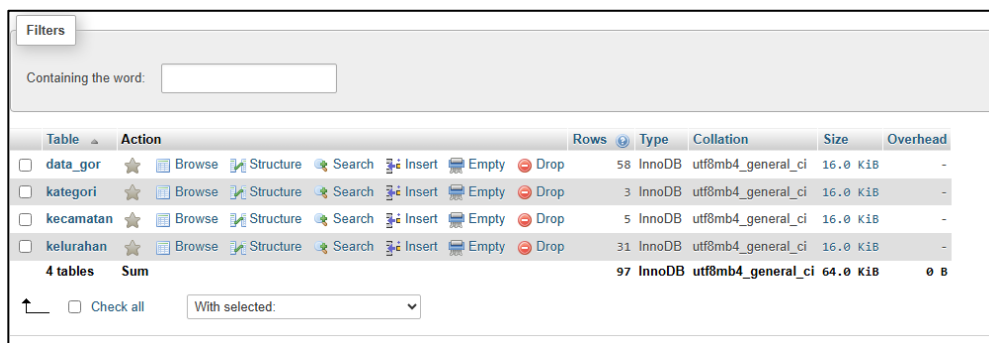 Filters
Containing the word:
Table Action Rows Type Collation Size Overhead
data_gor Browse Structure Search Insert Empty Drop 58 InnoDB utf8mb4_general_ci 16.0 KiB -
kategori Browse Structure Search Insert Empty Drop 3 InnoDB utf8mb4_general_ci 16.0 KiB -
kecamatan Browse Structure Search Insert Empty Drop 5 InnoDB utf8mb4_general_ci 16.0 KiB -
kelurahan Browse Structure Search Insert Empty Drop 31 InnoDB utf8mb4_general_ci 16.0 KiB -
4 tables Sum 97 InnoDB utf8mb4_general_ci 64.0 KiB 0 B
Check all With selected: